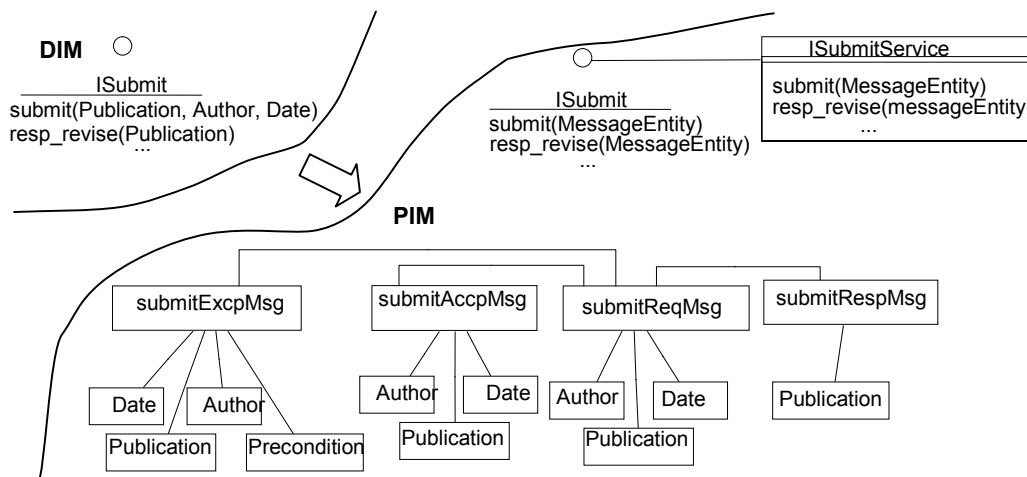 DIM
ISubmit
submit(Publication, Author, Date)
resp_revise(Publication)
...
ISubmit
submit(MessageEntity)
resp_revise(MessageEntity)
...
ISubmitService
submit(MessageEntity)
resp_revise(messageEntity
...
PIM
submitExcpMsg
submitAccpMsg
submitReqMsg
submitRespMsg
Date
Author
Publication
Precondition
Author
Date
Publication
Author
Date
Publication
Publication